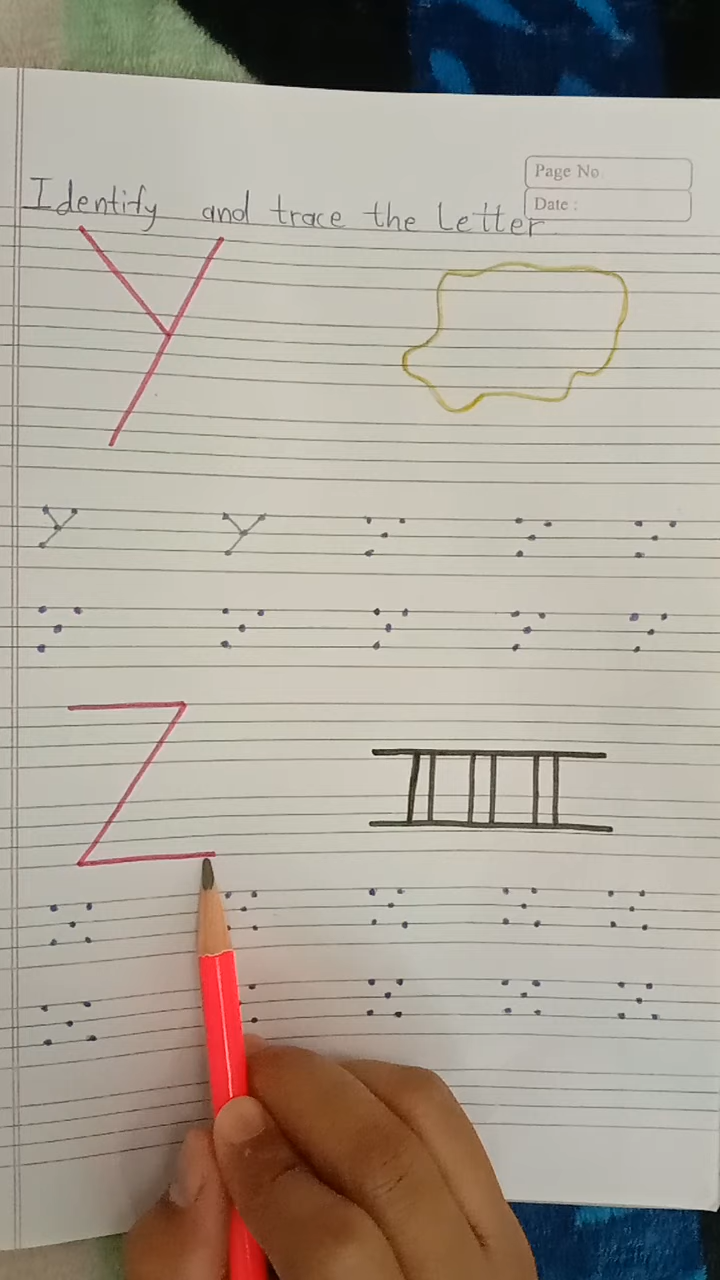 Page No.
Date :
Identify and trace the letter
y
y y
Z